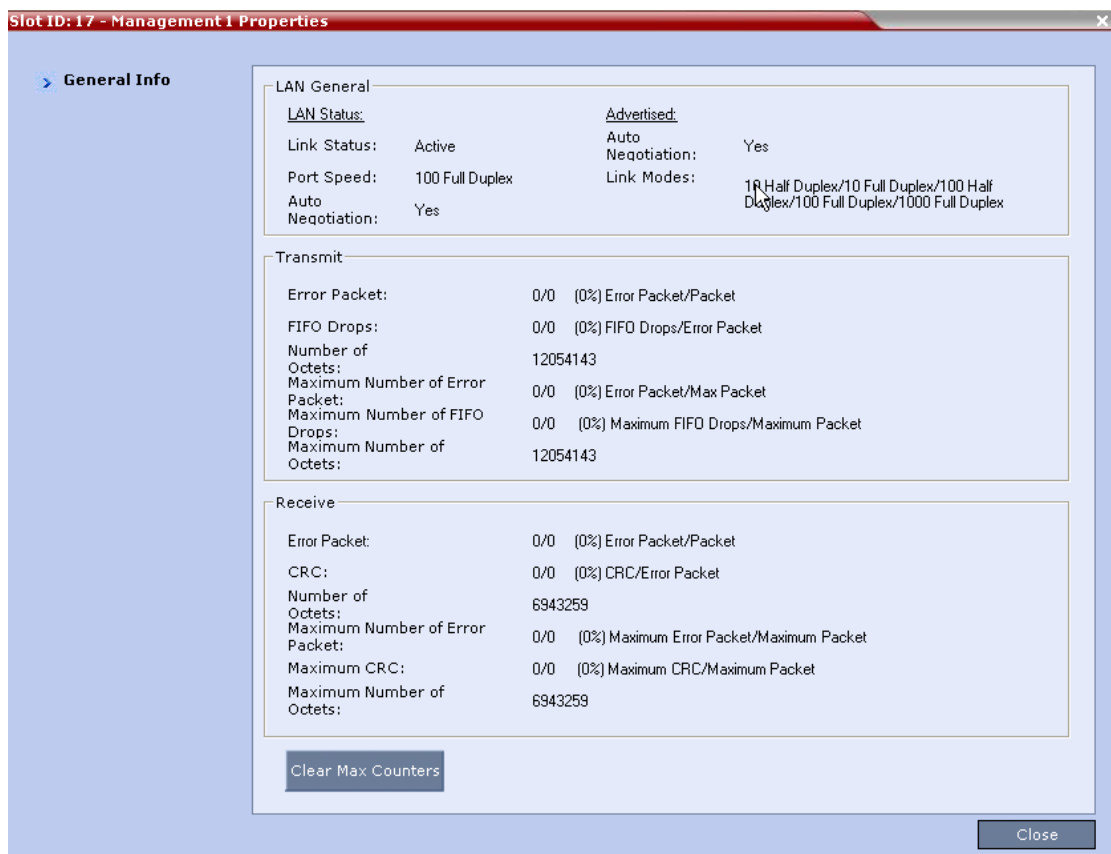 Slot ID: 17 - Management 1 Properties
General Info
LAN General
LAN Status:
Advertised:
Link Status: Active
Auto
Negotiation: Yes
Port Speed: 100 Full Duplex
Link Modes: 10 Half Duplex/10 Full Duplex/100 Half
Duplex/100 Full Duplex/1000 Full Duplex
Auto
Negotiation: Yes
Transmit
Error Packet: 0/0 (0%) Error Packet/Packet
FIFO Drops: 0/0 (0%) FIFO Drops/Error Packet
Number of
Octets: 12054143
Maximum Number of Error
Packet: 0/0 (0%) Error Packet/Max Packet
Maximum Number of FIFO
Drops: 0/0 (0%) Maximum FIFO Drops/Maximum Packet
Maximum Number of
Octets: 12054143
Receive
Error Packet: 0/0 (0%) Error Packet/Packet
CRC: 0/0 (0%) CRC/Error Packet
Number of
Octets: 6943259
Maximum Number of Error
Packet: 0/0 (0%) Maximum Error Packet/Maximum Packet
Maximum CRC: 0/0 (0%) Maximum CRC/Maximum Packet
Maximum Number of
Octets: 6943259
Clear Max Counters
Close